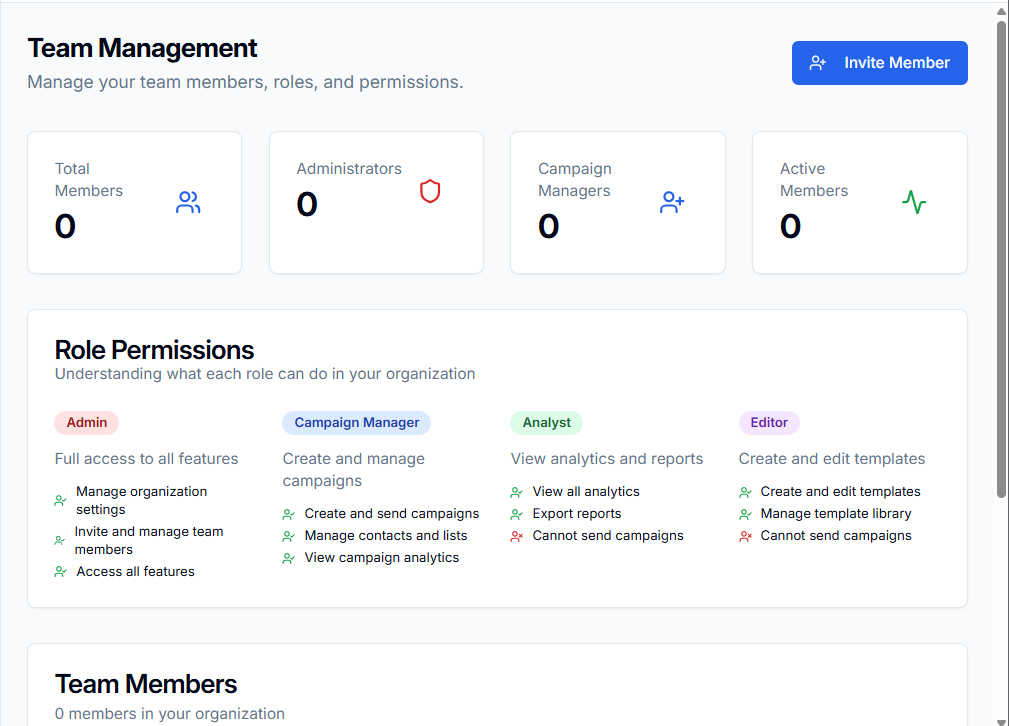 Team Management
Manage your team members, roles, and permissions.
Invite Member
Total
Members
0
Administrators
0
Campaign
Managers
0
Active
Members
0
Role Permissions
Understanding what each role can do in your organization
Admin
Full access to all features
Manage organization
settings
Invite and manage team
members
Access all features
Campaign Manager
Create and manage
campaigns
Create and send campaigns
Manage contacts and lists
View campaign analytics
Analyst
View analytics and reports
View all analytics
Export reports
Cannot send campaigns
Editor
Create and edit templates
Create and edit templates
Manage template library
Cannot send campaigns
Team Members
0 members in your organization